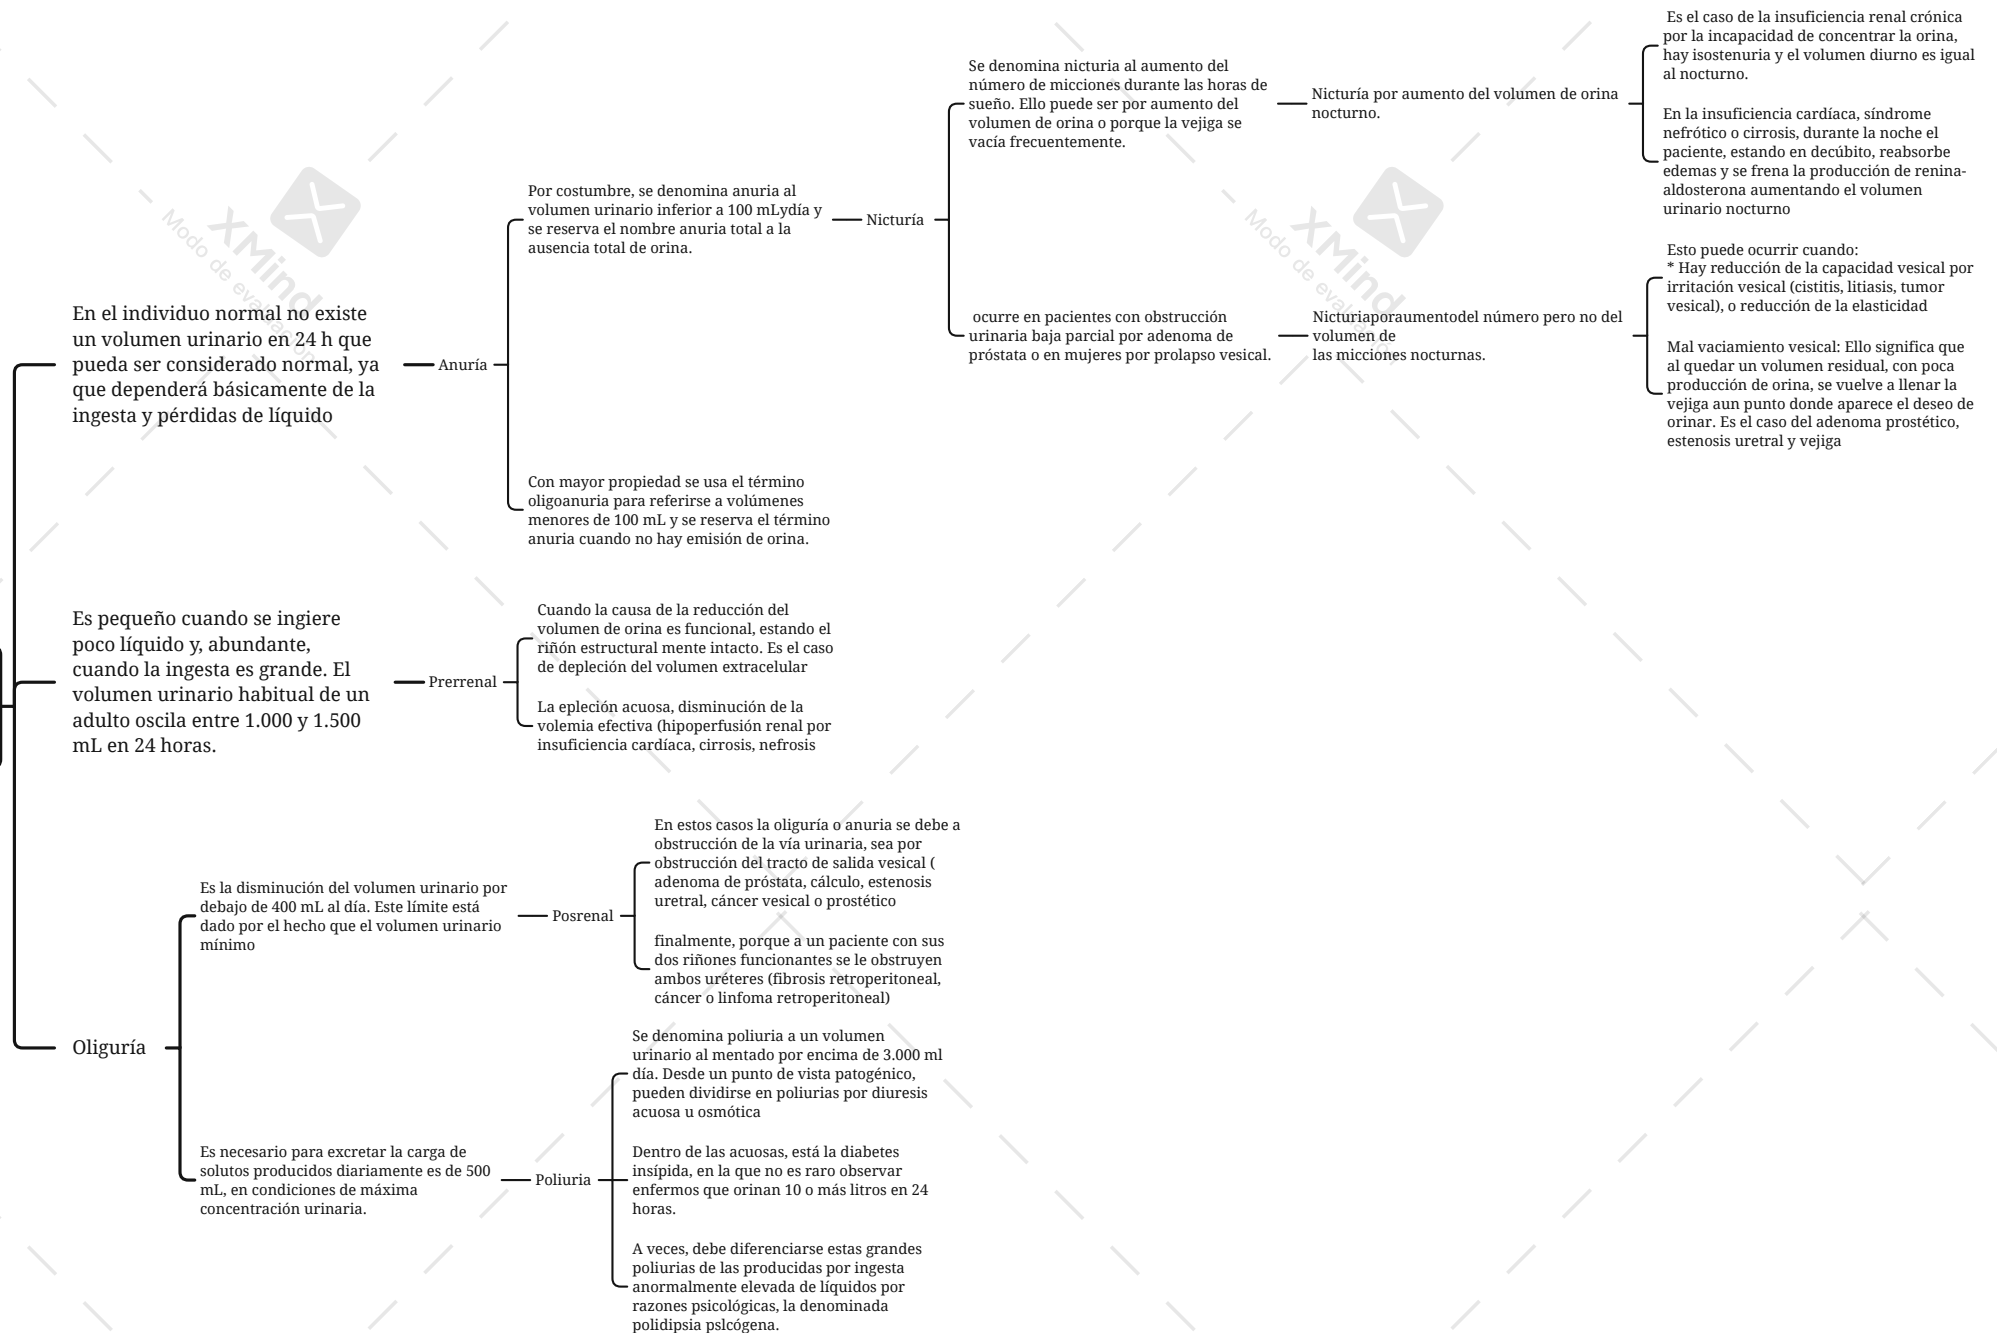 En el individuo normal no existe
un volumen urinario en 24 h que
pueda ser considerado normal, ya
que dependerá básicamente de la
ingesta y pérdidas de líquido
Anuría
Por costumbre, se denomina anuria al
volumen urinario inferior a 100 mLydía y
se reserva el nombre anuria total a la
ausencia total de orina.
Nicturía
Se denomina nicturia al aumento del
número de micciones durante las horas de
sueño. Ello puede ser por aumento del
volumen de orina o porque la vejiga se
vacía frecuentemente.
Nicturía por aumento del volumen de orina
nocturno.
Es el caso de la insuficiencia renal crónica
por la incapacidad de concentrar la orina,
hay isostenuria y el volumen diurno es igual
al nocturno.
En la insuficiencia cardíaca, síndrome
nefrótico o cirrosis, durante la noche el
paciente, estando en decúbito, reabsorbe
edemas y se frena la producción de renina-
aldosterona aumentando el volumen
urinario nocturno
ocurre en pacientes con obstrucción
urinaria baja parcial por adenoma de
próstata o en mujeres por prolapso vesical.
Nicturiaporaumentodel número pero no del
volumen de
las micciones nocturnas.
Esto puede ocurrir cuando:
* Hay reducción de la capacidad vesical por
irritación vesical (cistitis, litiasis, tumor
vesical), o reducción de la elasticidad
Mal vaciamiento vesical: Ello significa que
al quedar un volumen residual, con poca
producción de orina, se vuelve a llenar la
vejiga aun punto donde aparece el deseo de
orinar. Es el caso del adenoma prostético,
estenosis uretral y vejiga
Con mayor propiedad se usa el término
oligoanuria para referirse a volúmenes
menores de 100 mL y se reserva el término
anuria cuando no hay emisión de orina.
Es pequeño cuando se ingiere
poco líquido y, abundante,
cuando la ingesta es grande. El
volumen urinario habitual de un
adulto oscila entre 1.000 y 1.500
mL en 24 horas.
Prerrenal
Cuando la causa de la reducción del
volumen de orina es funcional, estando el
riñón estructural mente intacto. Es el caso
de depleción del volumen extracelular
La epleción acuosa, disminución de la
volemia efectiva (hipoperfusión renal por
insuficiencia cardíaca, cirrosis, nefrosis
Oliguría
Es la disminución del volumen urinario por
debajo de 400 mL al día. Este límite está
dado por el hecho que el volumen urinario
mínimo
Posrenal
En estos casos la oliguría o anuria se debe a
obstrucción de la vía urinaria, sea por
obstrucción del tracto de salida vesical (
adenoma de próstata, cálculo, estenosis
uretral, cáncer vesical o prostético
finalmente, porque a un paciente con sus
dos riñones funcionantes se le obstruyen
ambos uréteres (fibrosis retroperitoneal,
cáncer o linfoma retroperitoneal)
Es necesario para excretar la carga de
solutos producidos diariamente es de 500
mL, en condiciones de máxima
concentración urinaria.
Poliuria
Se denomina poliuria a un volumen
urinario al mentado por encima de 3.000 ml
día. Desde un punto de vista patogénico,
pueden dividirse en poliurias por diuresis
acuosa u osmótica
Dentro de las acuosas, está la diabetes
insípida, en la que no es raro observar
enfermos que orinan 10 o más litros en 24
horas.
A veces, debe diferenciarse estas grandes
poliurias de las producidas por ingesta
anormalmente elevada de líquidos por
razones psicológicas, la denominada
polidipsia pslcógena.
XMind
Modo de evaluación
XMind
Modo de evaluación